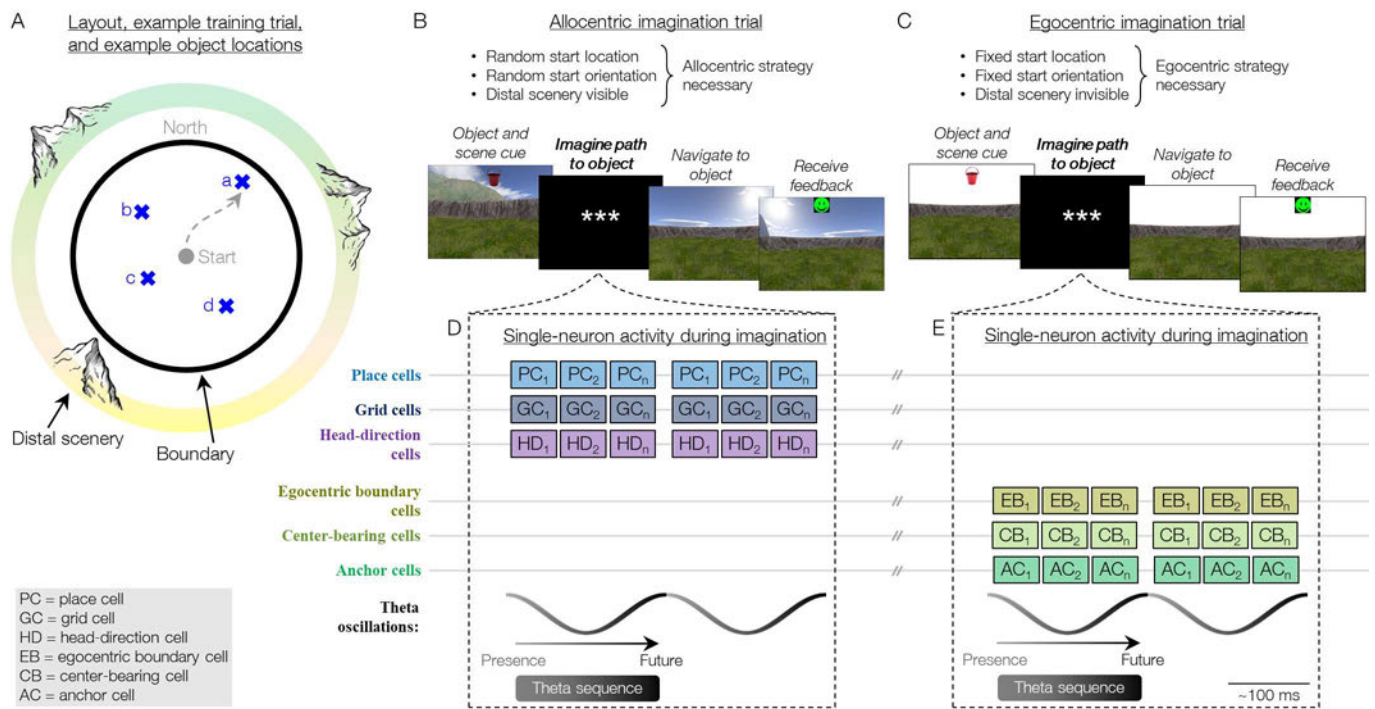 A
Layout, example training trial,
and example object locations
North
a
b
Start
c
d
Distal scenery
Boundary
B
Allocentric imagination trial
• Random start location
• Random start orientation
• Distal scenery visible
Allocentric strategy
necessary
Object and
scene cue
Imagine path
to object
***
Navigate to
object
Receive
feedback
C
Egocentric imagination trial
• Fixed start location
• Fixed start orientation
• Distal scenery invisible
Egocentric strategy
necessary
Object and
scene cue
Imagine path
to object
***
Navigate to
object
Receive
feedback
D
Single-neuron activity during imagination
E
Single-neuron activity during imagination
Place cells
PC1 PC2 PCn PC1 PC2 PCn
//
Grid cells
GC1 GC2 GCn GC1 GC2 GCn
//
Head-direction
cells
HD1 HD2 HDn HD1 HD2 HDn
//
Egocentric boundary
cells
//
EB1 EB2 EBn EB1 EB2 EBn
Center-bearing cells
//
CB1 CB2 CBn CB1 CB2 CBn
Anchor cells
//
AC1 AC2 ACn AC1 AC2 ACn
Theta
oscillations:
Presence Future
Theta sequence
Presence Future
Theta sequence
~100 ms
PC = place cell
GC = grid cell
HD = head-direction cell
EB = egocentric boundary cell
CB = center-bearing cell
AC = anchor cell